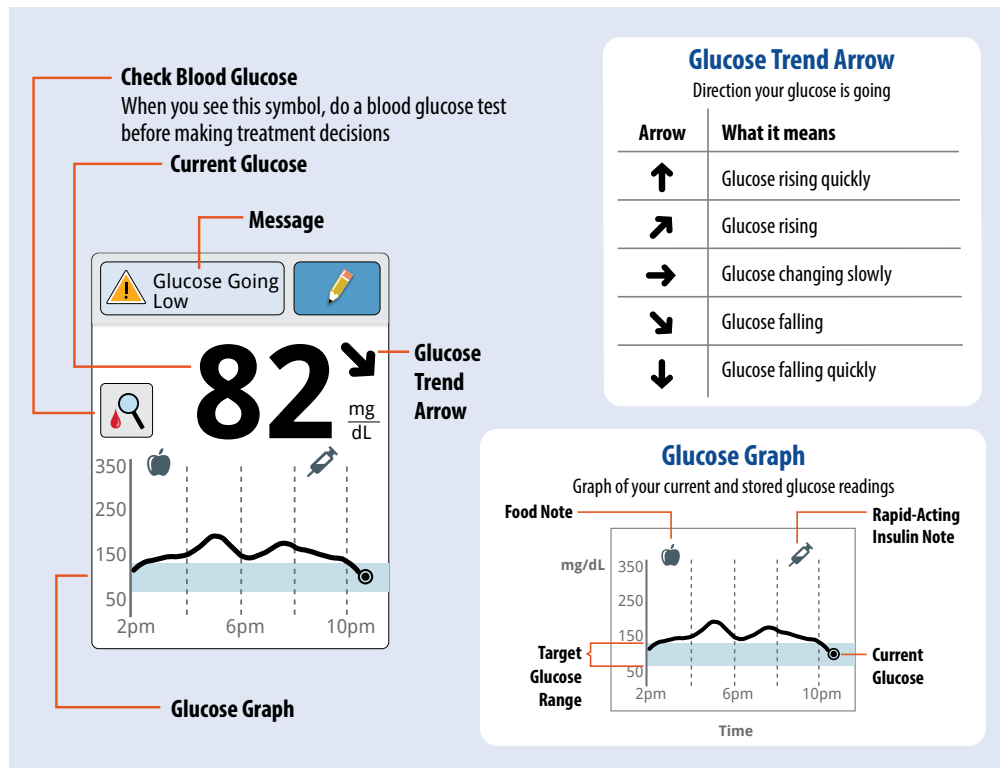 Check Blood Glucose
When you see this symbol, do a blood glucose test
before making treatment decisions
Current Glucose
Message
Glucose Going
Low
82
mg
dL
Glucose
Trend
Arrow
350
250
150
50
2pm
6pm
10pm
Glucose Graph
Glucose Trend Arrow
Direction your glucose is going
Arrow
What it means
Glucose rising quickly
Glucose rising
Glucose changing slowly
Glucose falling
Glucose falling quickly
Glucose Graph
Graph of your current and stored glucose readings
Food Note
Rapid-Acting
Insulin Note
mg/dL
350
250
150
50
Target
Glucose
Range
Current
Glucose
2pm
6pm
10pm
Time